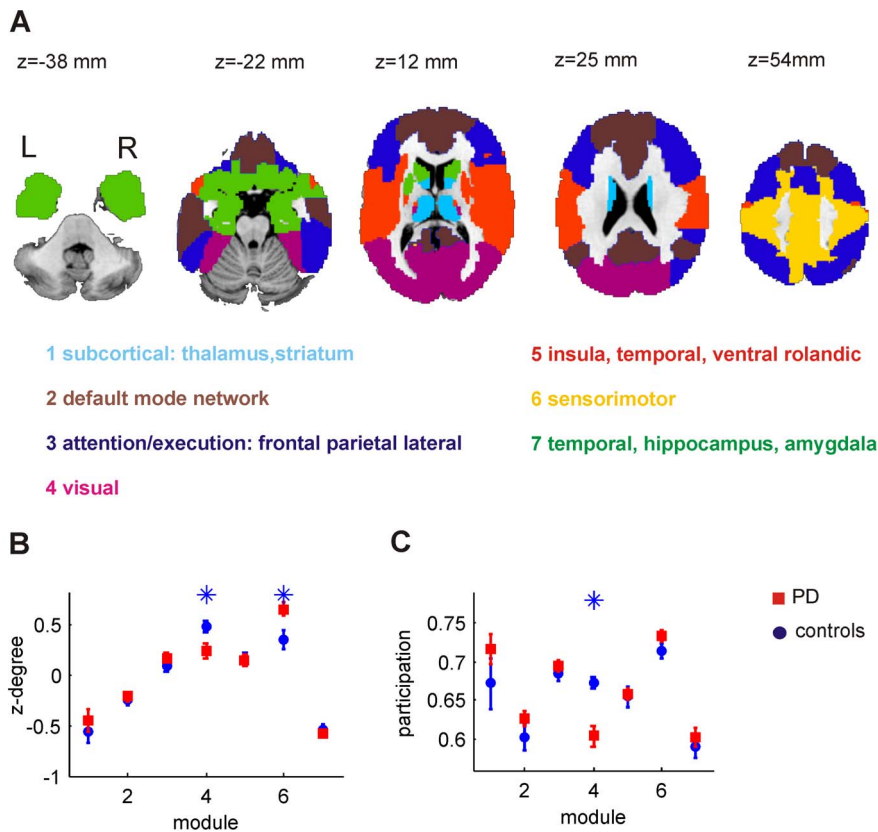 A
z=-38 mm z=-22 mm z=12 mm z=25 mm z=54mm
L R
1 subcortical: thalamus,striatum
2 default mode network
3 attention/execution: frontal parietal lateral
4 visual
5 insula, temporal, ventral rolandic
6 sensorimotor
7 temporal, hippocampus, amygdala
B
z-degree
0.5
0
-0.5
-1
2 4 6
module
C
participation
0.75
0.7
0.65
0.6
2 4 6
module
PD
controls